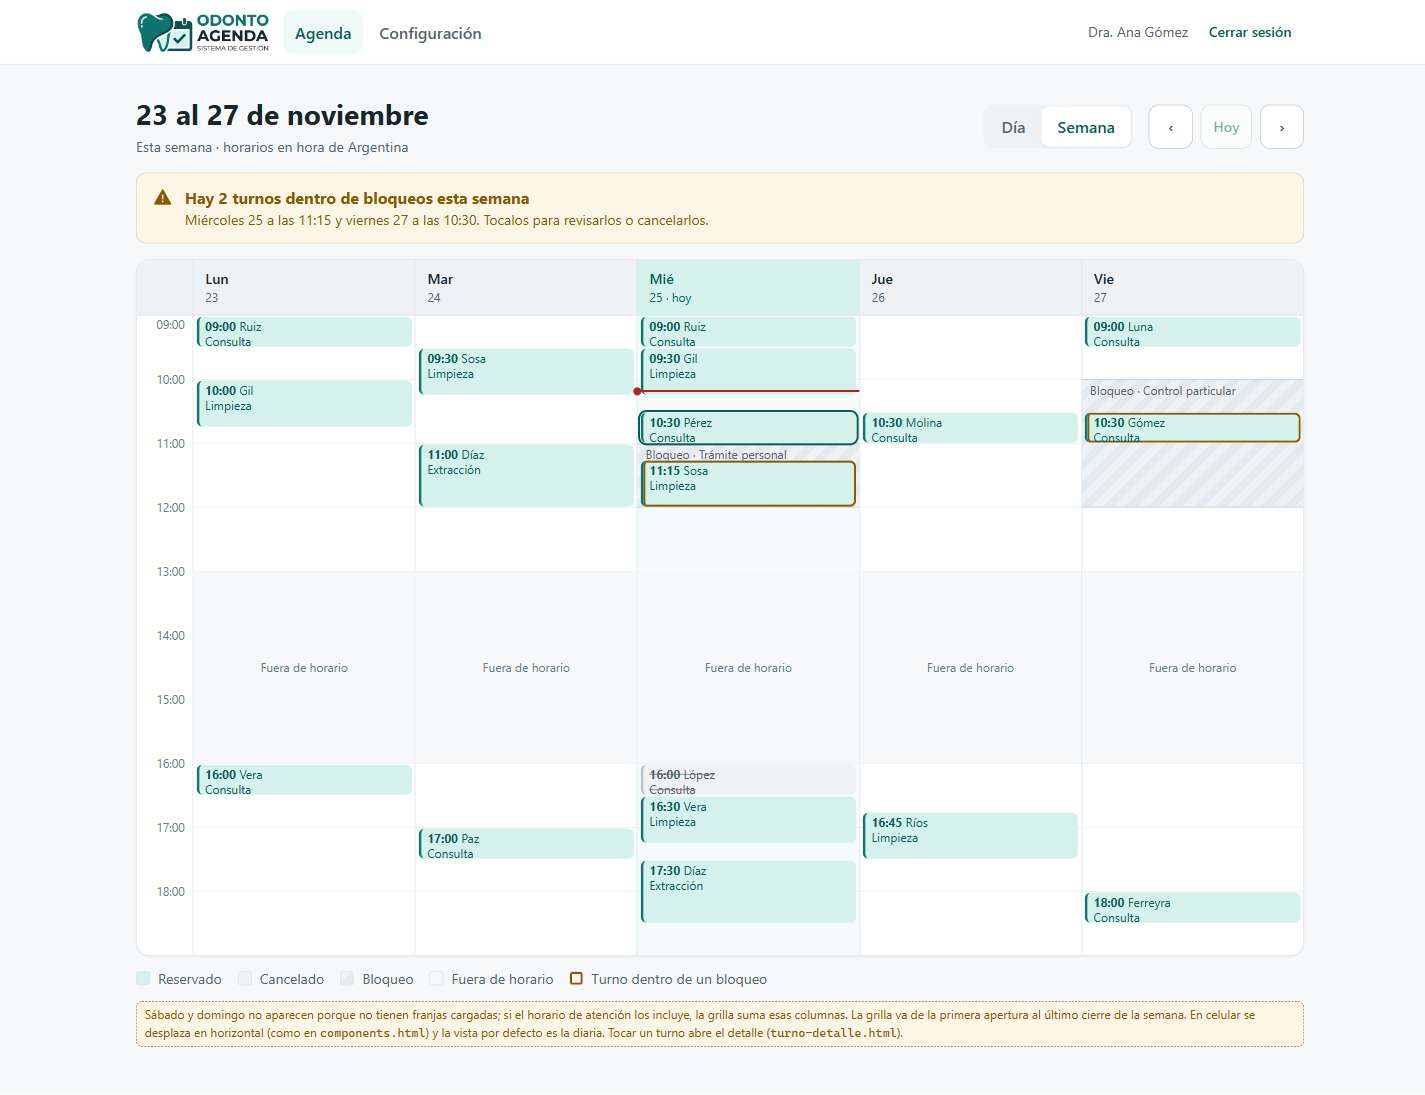 ODONTO
AGENDA
SISTEMA DE GESTIÓN
Agenda
Configuración
Dra. Ana Gómez
Cerrar sesión
23 al 27 de noviembre
Esta semana · horarios en hora de Argentina
Día
Semana
‹
Hoy
›
Hay 2 turnos dentro de bloqueos esta semana
Miércoles 25 a las 11:15 y viernes 27 a las 10:30. Tocalos para revisarlos o cancelarlos.
Lun
23
Mar
24
Mié
25 · hoy
Jue
26
Vie
27
09:00
10:00
11:00
12:00
13:00
14:00
15:00
16:00
17:00
18:00
09:00 Ruiz
Consulta
10:00 Gil
Limpieza
Fuera de horario
16:00 Vera
Consulta
09:30 Sosa
Limpieza
11:00 Díaz
Extracción
Fuera de horario
17:00 Paz
Consulta
09:00 Ruiz
Consulta
09:30 Gil
Limpieza
10:30 Pérez
Consulta
Bloqueo · Trámite personal
11:15 Sosa
Limpieza
Fuera de horario
16:00 López
Consulta
16:30 Vera
Limpieza
17:30 Díaz
Extracción
10:30 Molina
Consulta
Fuera de horario
16:45 Ríos
Limpieza
09:00 Luna
Consulta
Bloqueo · Control particular
10:30 Gómez
Consulta
Fuera de horario
18:00 Ferreyra
Consulta
Reservado
Cancelado
Bloqueo
Fuera de horario
Turno dentro de un bloqueo
Sábado y domingo no aparecen porque no tienen franjas cargadas; si el horario de atención los incluye, la grilla suma esas columnas. La grilla va de la primera apertura al último cierre de la semana. En celular se
desplaza en horizontal (como en components.html) y la vista por defecto es la diaria. Tocar un turno abre el detalle (turno-detalle.html).